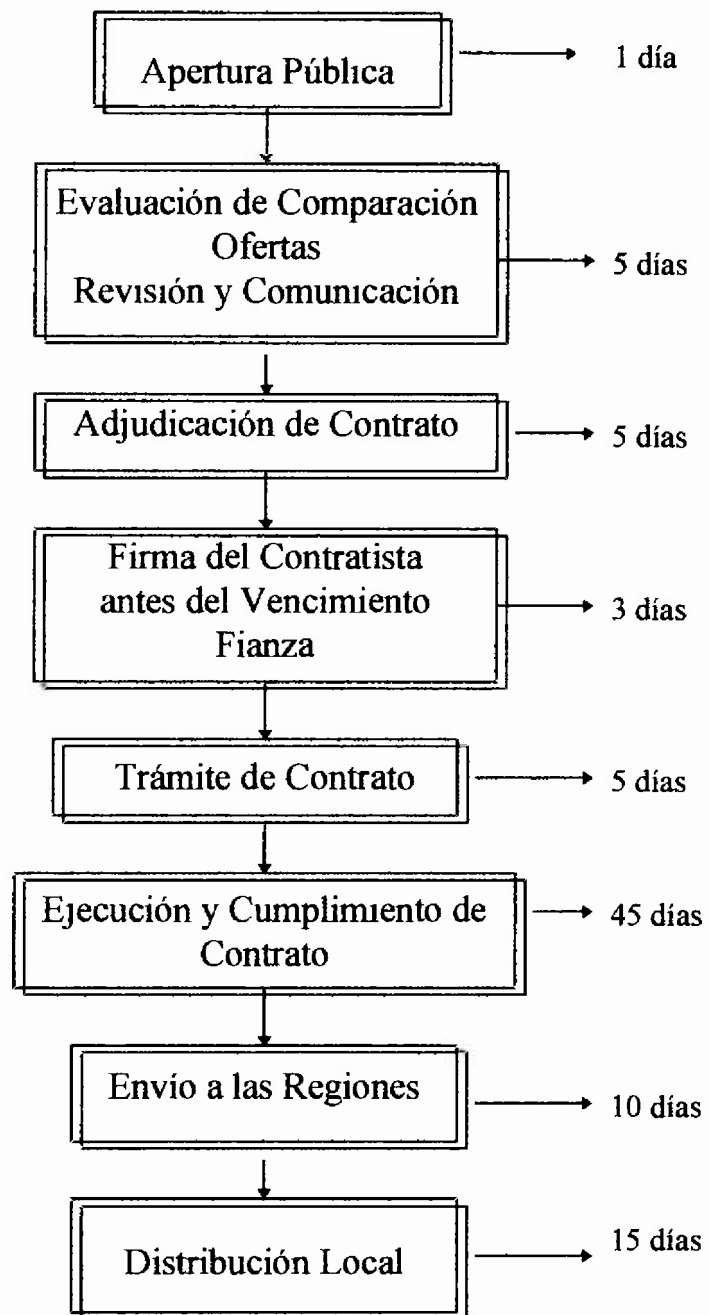 Apertura Pública
1 día
Evaluación de Comparación
Ofertas
Revisión y Comunicación
5 días
Adjudicación de Contrato
5 días
Firma del Contratista
antes del Vencimiento
Fianza
3 días
Trámite de Contrato
5 días
Ejecución y Cumplimiento de
Contrato
45 días
Envío a las Regiones
10 días
Distribución Local
15 días